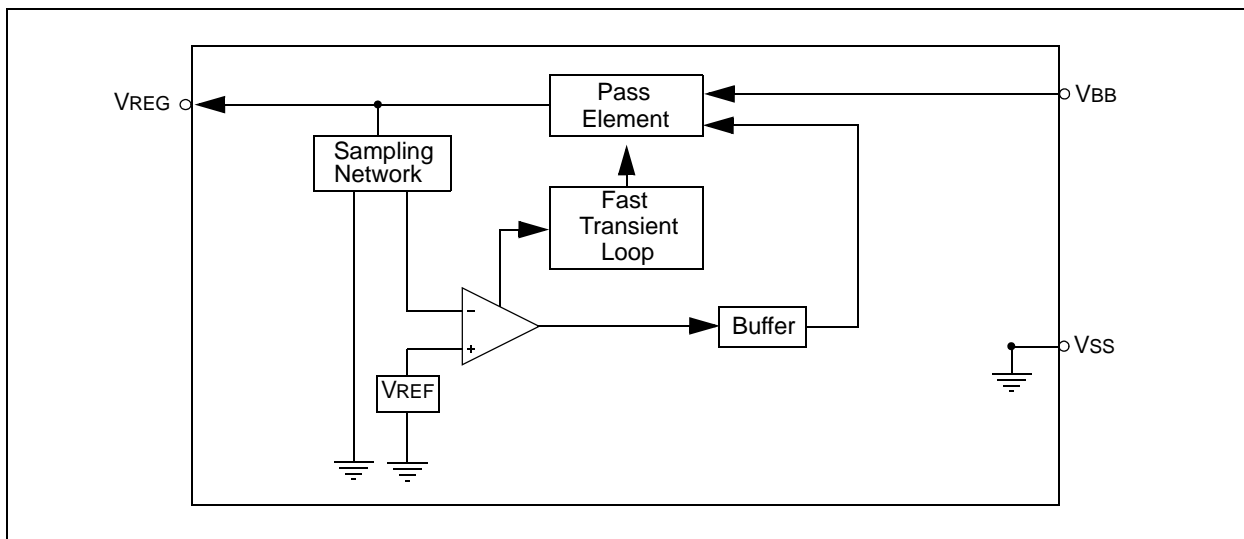 Pass
Element
VREG
VBB
Sampling
Network
Fast
Transient
Loop
-
+
Buffer
VREF
VSS